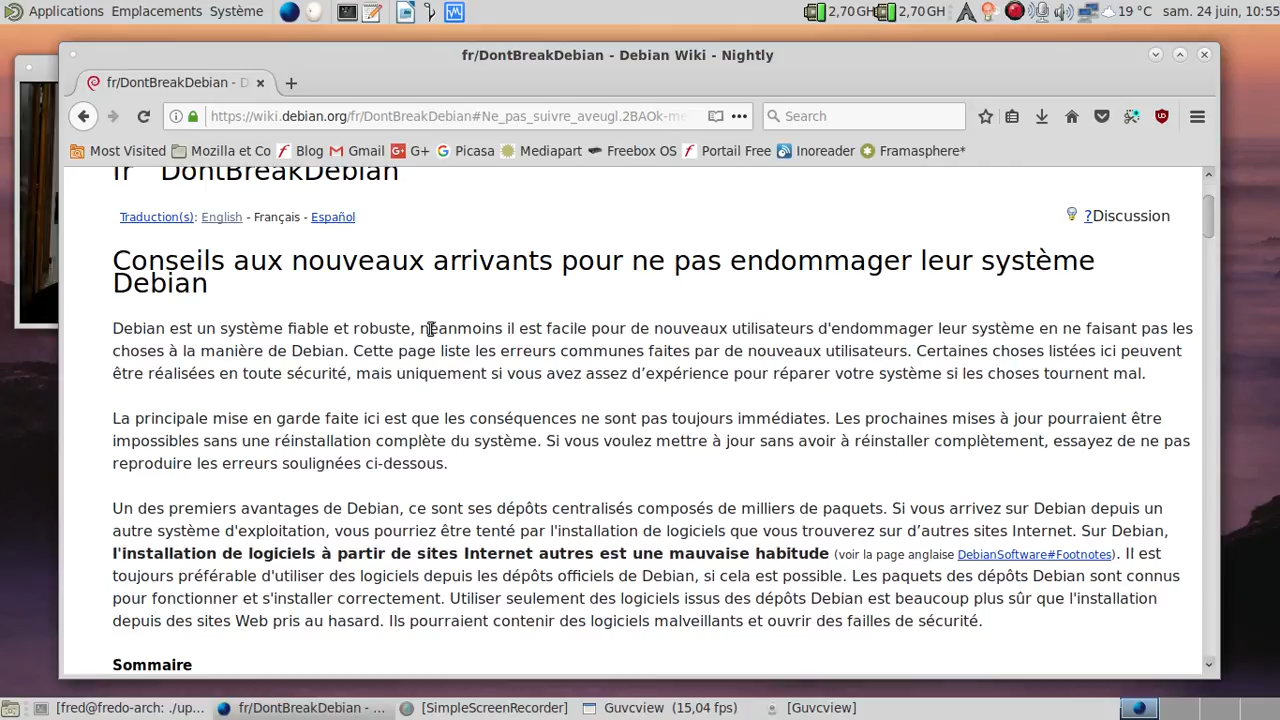 Applications Emplacements Système 2,70 GH 2,70 GH 19 °C sam. 24 juin, 10:55
fr/DontBreakDebian - Debian Wiki - Nightly
fr/DontBreakDebian - D
https://wiki.debian.org/fr/DontBreakDebian#Ne_pas_suivre_aveugl.2BAOk-me Search
Most Visited Mozilla et Co Blog Gmail G+ Picasa Mediapart Freebox OS Portail Free Inoreader Framasphere*
fr DontBreakDebian
Traduction(s): English - Français - Español ?Discussion
Conseils aux nouveaux arrivants pour ne pas endommager leur système
Debian
Debian est un système fiable et robuste, néanmoins il est facile pour de nouveaux utilisateurs d'endommager leur système en ne faisant pas les
choses à la manière de Debian. Cette page liste les erreurs communes faites par de nouveaux utilisateurs. Certaines choses listées ici peuvent
être réalisées en toute sécurité, mais uniquement si vous avez assez d’expérience pour réparer votre système si les choses tournent mal.
La principale mise en garde faite ici est que les conséquences ne sont pas toujours immédiates. Les prochaines mises à jour pourraient être
impossibles sans une réinstallation complète du système. Si vous voulez mettre à jour sans avoir à réinstaller complètement, essayez de ne pas
reproduire les erreurs soulignées ci-dessous.
Un des premiers avantages de Debian, ce sont ses dépôts centralisés composés de milliers de paquets. Si vous arrivez sur Debian depuis un
autre système d'exploitation, vous pourriez être tenté par l'installation de logiciels que vous trouverez sur d’autres sites Internet. Sur Debian,
l'installation de logiciels à partir de sites Internet autres est une mauvaise habitude (voir la page anglaise DebianSoftware#Footnotes). Il est
toujours préférable d'utiliser des logiciels depuis les dépôts officiels de Debian, si cela est possible. Les paquets des dépôts Debian sont connus
pour fonctionner et s'installer correctement. Utiliser seulement des logiciels issus des dépôts Debian est beaucoup plus sûr que l'installation
depuis des sites Web pris au hasard. Ils pourraient contenir des logiciels malveillants et ouvrir des failles de sécurité.
Sommaire
[fred@fredo-arch: ./up... fr/DontBreakDebian - ... [SimpleScreenRecorder] Guvcview (15,04 fps) [Guvcview]